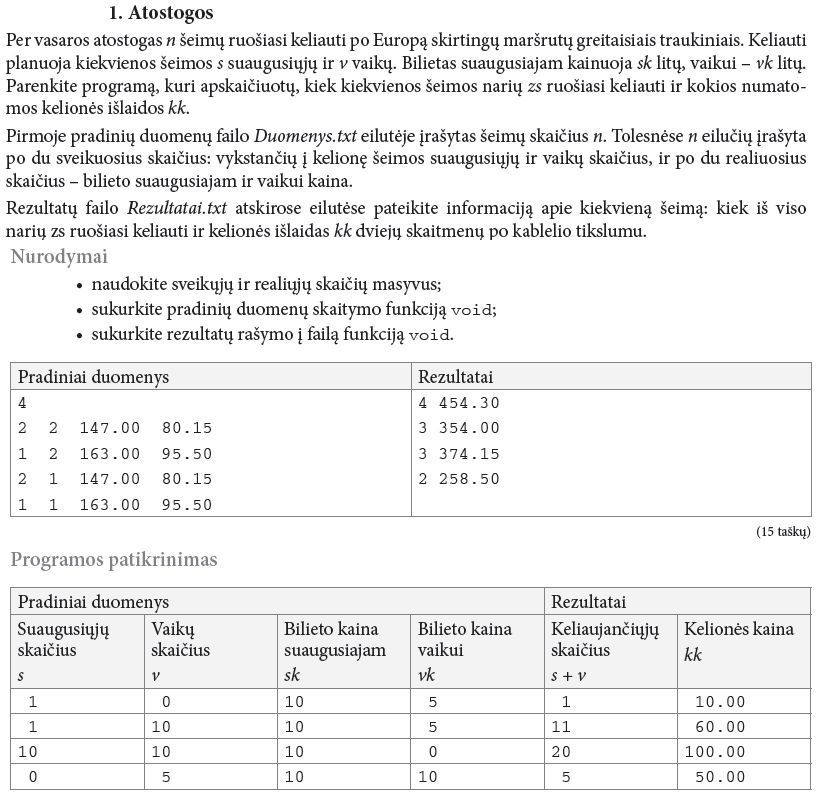 1. Atostogos
Per vasaros atostogas n šeimų ruošiasi keliauti po Europą skirtingų maršrutų greitaisiais traukiniais. Keliauti
planuoja kiekvienos šeimos s suaugusiųjų ir v vaikų. Bilietas suaugusiajam kainuoja sk litų, vaikui – vk litų.
Parenkite programą, kuri apskaičiuotų, kiek kiekvienos šeimos narių zs ruošiasi keliauti ir kokios numato-
mos kelionės išlaidos kk.
Pirmoje pradinių duomenų failo Duomenys.txt eilutėje įrašytas šeimų skaičius n. Tolesnėse n eilučių įrašyta
po du sveikuosius skaičius: vykstančių į kelionę šeimos suaugusiųjų ir vaikų skaičius, ir po du realiuosius
skaičius – bilieto suaugusiajam ir vaikui kaina.
Rezultatų failo Rezultatai.txt atskirose eilutėse pateikite informaciją apie kiekvieną šeimą: kiek iš viso
narių zs ruošiasi keliauti ir kelionės išlaidas kk dviejų skaitmenų po kablelio tikslumu.
Nurodymai
• naudokite sveikųjų ir realiųjų skaičių masyvus;
• sukurkite pradinių duomenų skaitymo funkciją void;
• sukurkite rezultatų rašymo į failą funkciją void.
Pradiniai duomenys Rezultatai
4 4 454.30
2 2 147.00 80.15 3 354.00
1 2 163.00 95.50 3 374.15
2 1 147.00 80.15 2 258.50
1 1 163.00 95.50
(15 taškų)
Programos patikrinimas
Pradiniai duomenys Rezultatai
Suaugusiųjų Vaikų Bilieto kaina Bilieto kaina Keliaujančiųjų Kelionės kaina
skaičius skaičius suaugusiajam vaikui skaičius kk
s v sk vk s + v
1 0 10 5 1 10.00
1 10 10 5 11 60.00
10 10 10 0 20 100.00
0 5 10 10 5 50.00